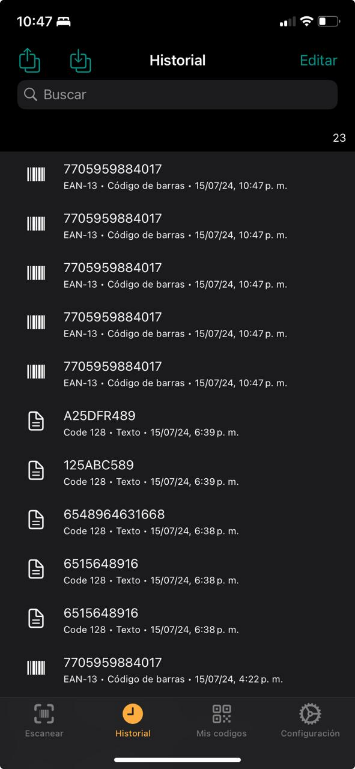 10:47
Historial
Editar
Buscar
23
7705959884017
EAN-13 • Código de barras • 15/07/24, 10:47 p. m.
7705959884017
EAN-13 • Código de barras • 15/07/24, 10:47 p. m.
7705959884017
EAN-13 • Código de barras • 15/07/24, 10:47 p. m.
7705959884017
EAN-13 • Código de barras • 15/07/24, 10:47 p. m.
7705959884017
EAN-13 • Código de barras • 15/07/24, 10:47 p. m.
A25DFR489
Code 128 • Texto • 15/07/24, 6:39 p. m.
125ABC589
Code 128 • Texto • 15/07/24, 6:39 p. m.
6548964631668
Code 128 • Texto • 15/07/24, 6:38 p. m.
6515648916
Code 128 • Texto • 15/07/24, 6:38 p. m.
6515648916
Code 128 • Texto • 15/07/24, 6:38 p. m.
7705959884017
EAN-13 • Código de barras • 15/07/24, 4:22 p. m.
Escanear
Historial
Mis codigos
Configuración